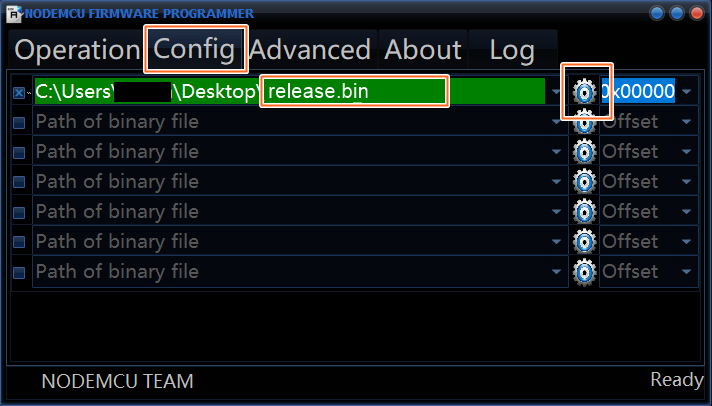 NODEMCU FIRMWARE PROGRAMMER
Operation Config Advanced About Log
C:\Users\ \Desktop\ release.bin 0x00000
Path of binary file Offset
Path of binary file Offset
Path of binary file Offset
Path of binary file Offset
Path of binary file Offset
Path of binary file Offset
NODEMCU TEAM Ready